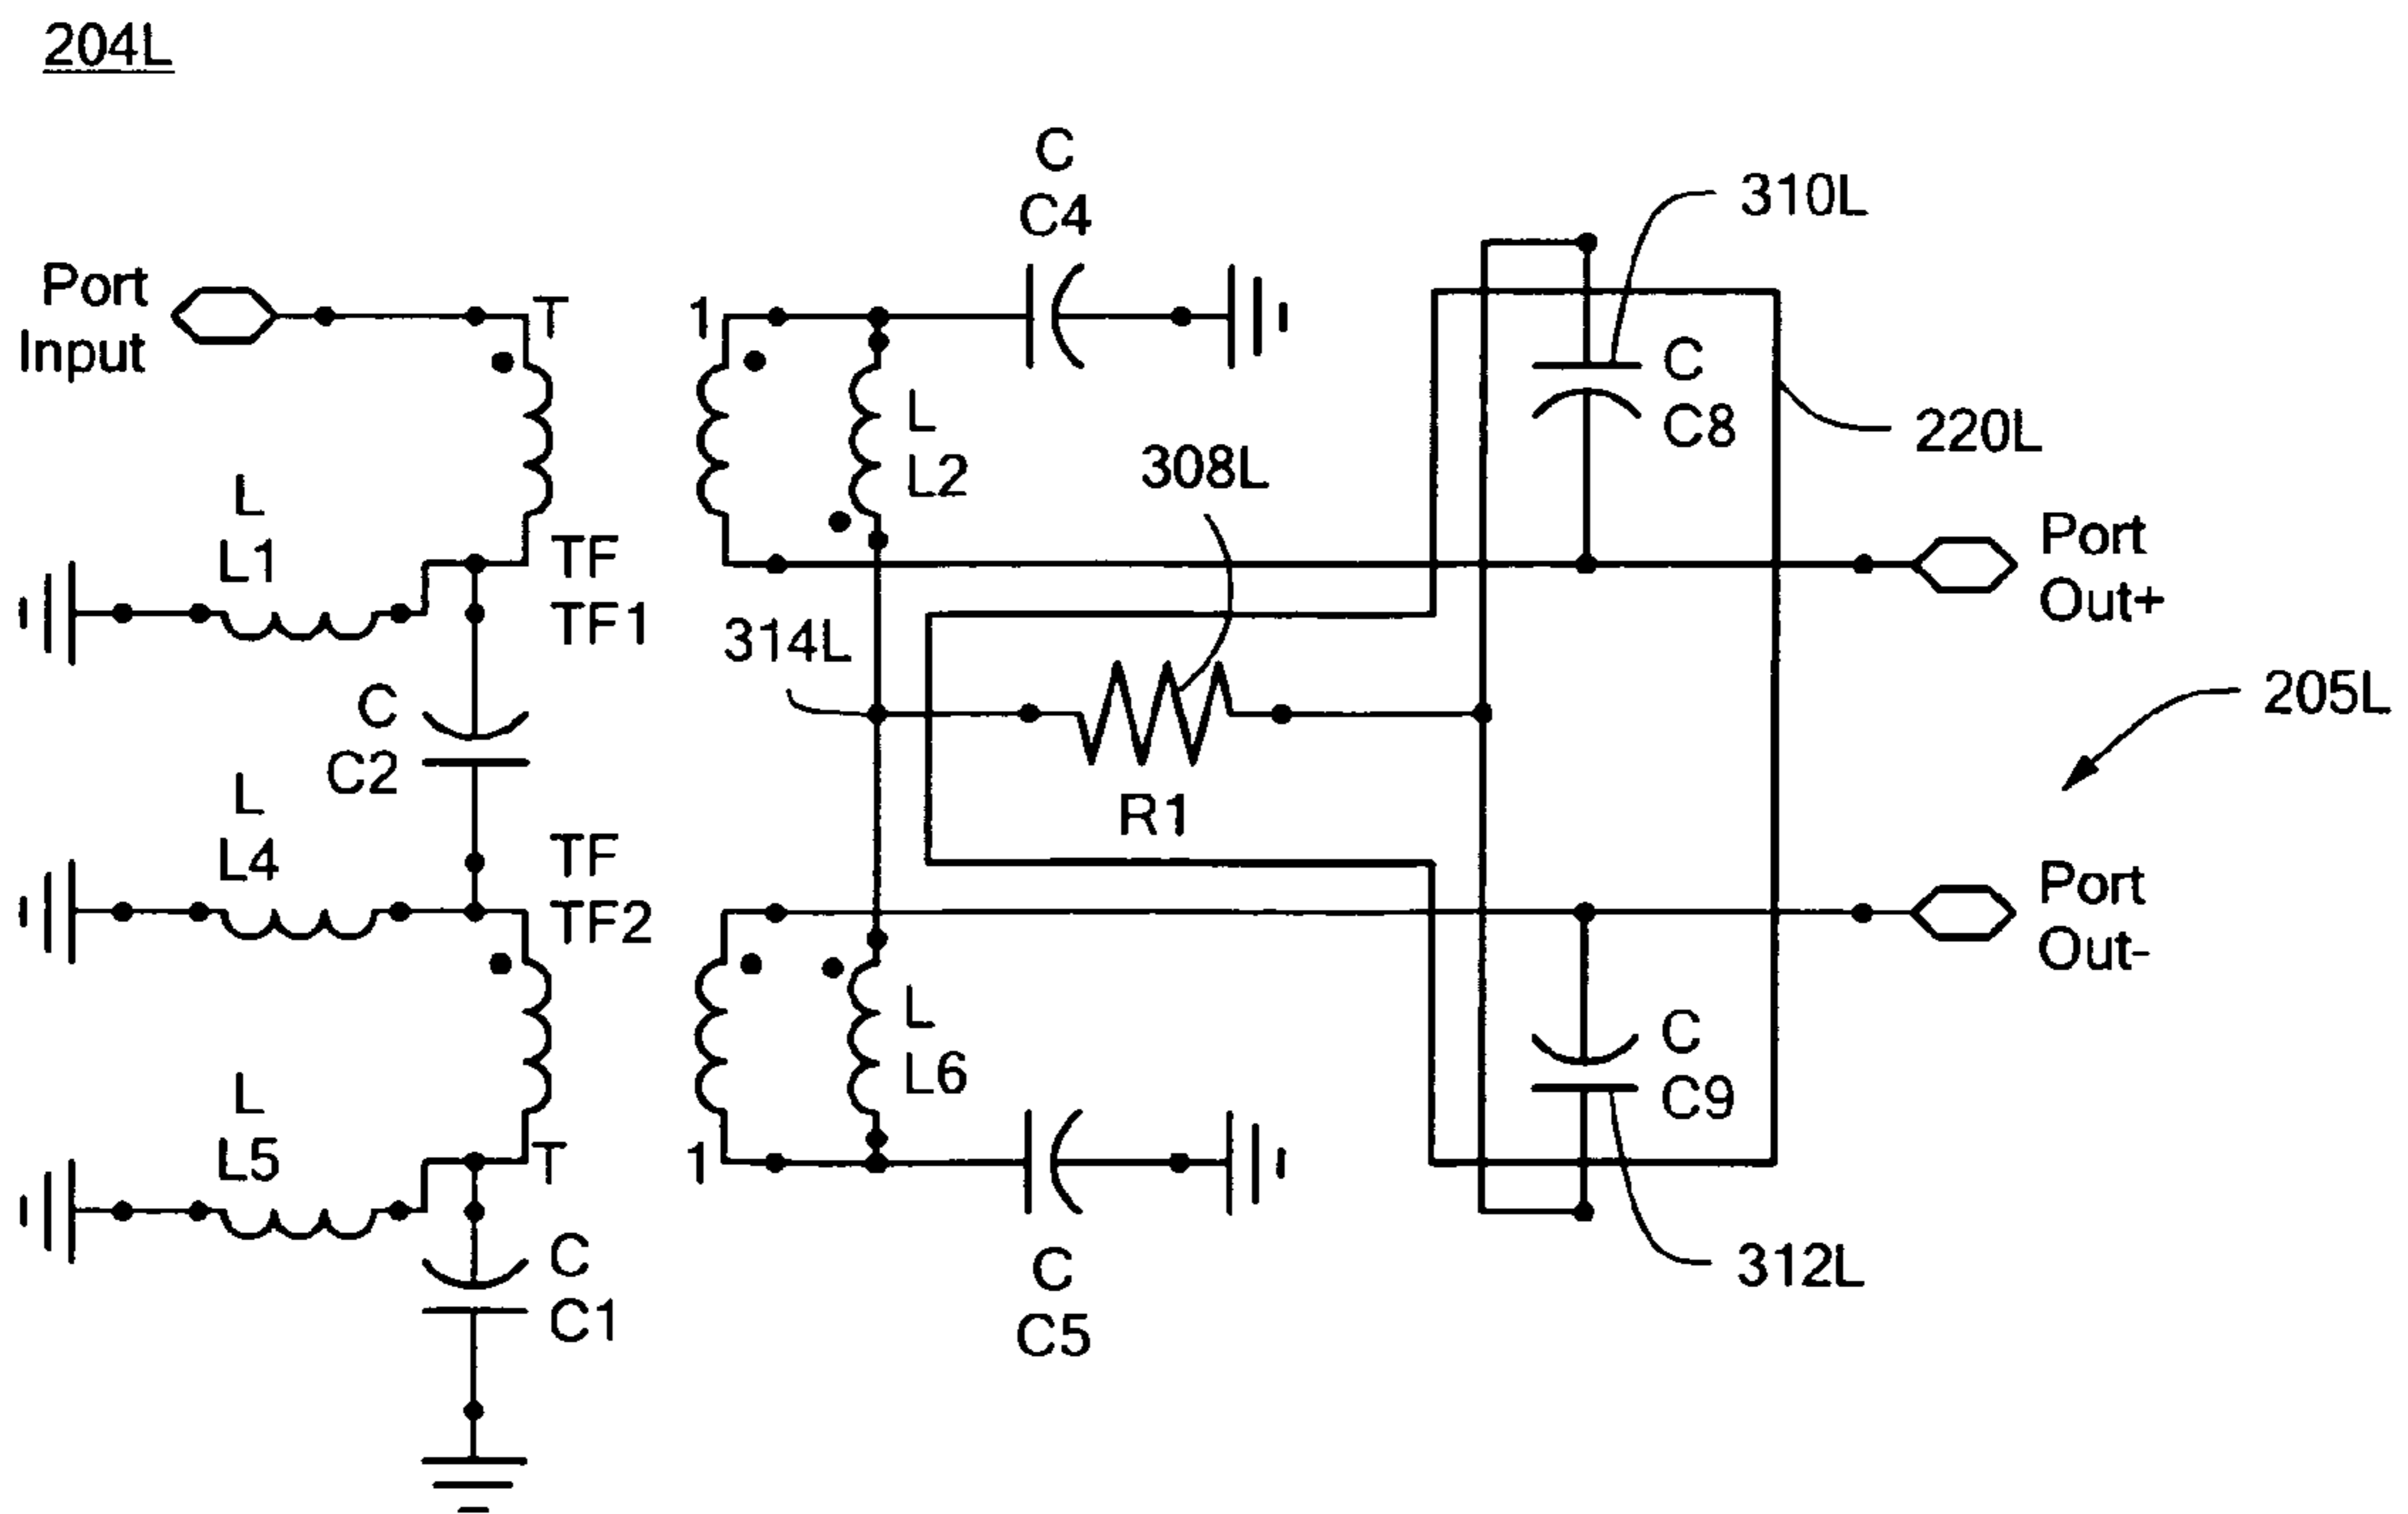 204L
C
C4
310L
Port
Input
T
1
C
C8
220L
L
L2
308L
L
L1
TF
TF1
Port
Out+
314L
205L
C
C2
R1
L
L4
TF
TF2
Port
Out-
L
L6
C
C9
L
L5
T
1
C
C1
C
C5
312L